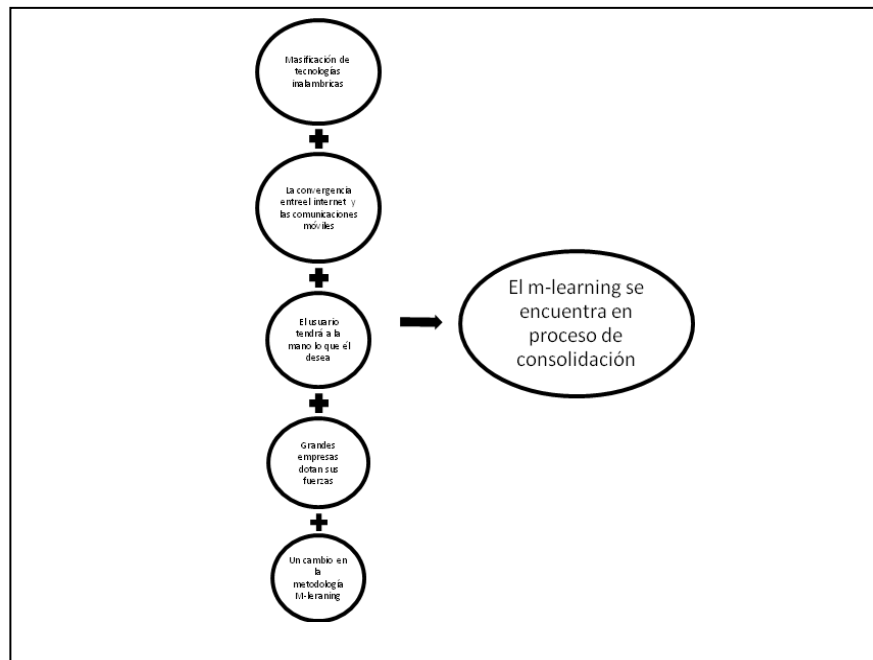 Masificación de
tecnologías
inalambricas
La convergencia
entreel internet y
las comunicaciones
móviles
El usuario
tendrá a la
mano lo que él
desea
Grandes
empresas
dotan sus
fuerzas
Un cambio en
la
metodología
M-leraning
El m-learning se
encuentra en
proceso de
consolidación